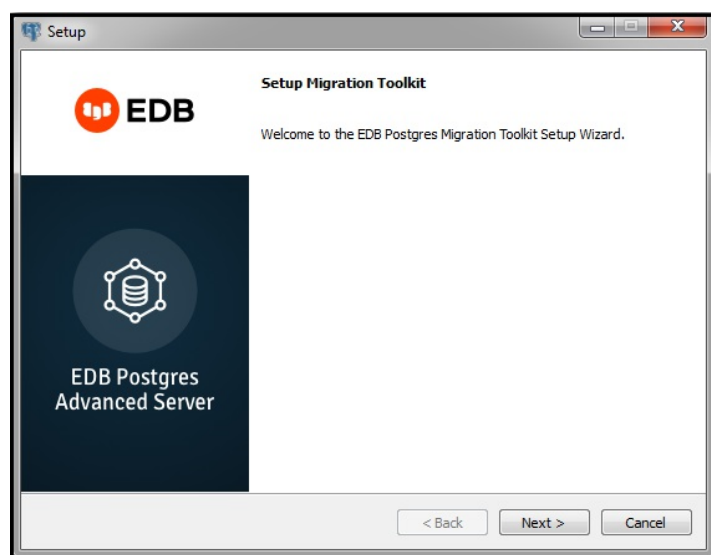 Setup
EDB
Setup Migration Toolkit
Welcome to the EDB Postgres Migration Toolkit Setup Wizard.
EDB Postgres
Advanced Server
< Back
Next >
Cancel